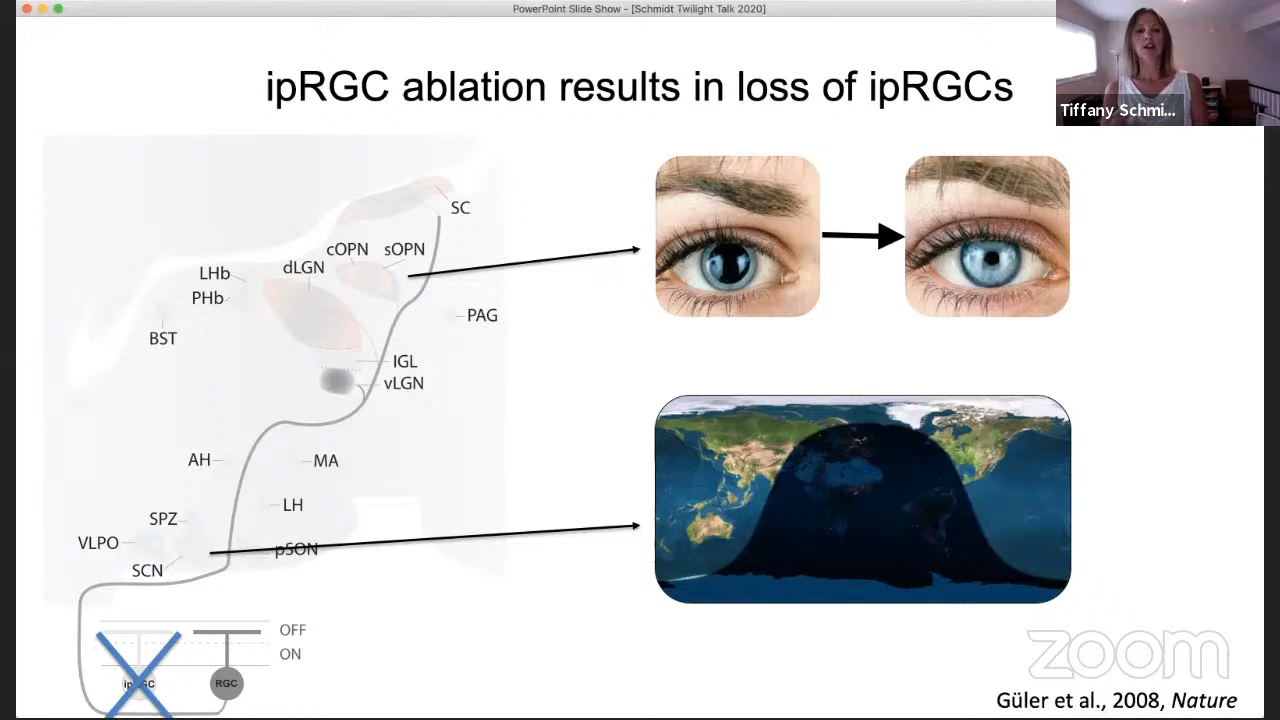 PowerPoint Slide Show - [Schmidt Twilight Talk 2020]
Tiffany Schmi...
ipRGC ablation results in loss of ipRGCs
SC
cOPN sOPN
LHb dLGN
PHb
PAG
BST
IGL
vLGN
AH MA
LH
SPZ
VLPO pSON
SCN
OFF
ON
ipRGC RGC
zoom
Güler et al., 2008, Nature